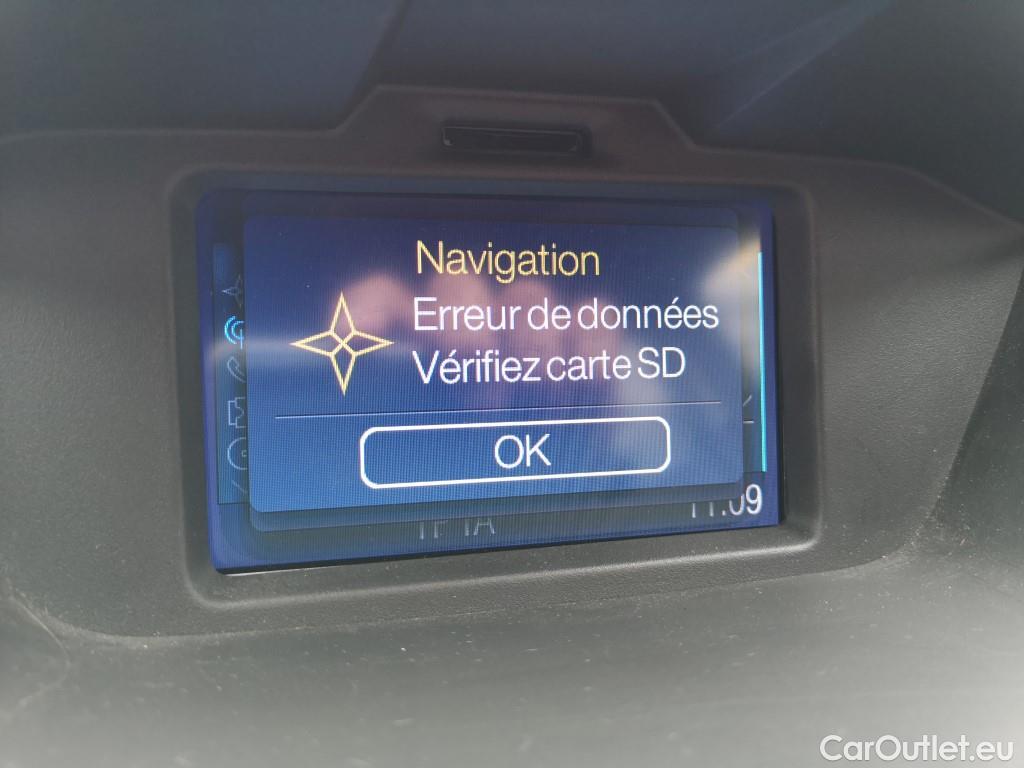 Navigation
Erreur de données
Vérifiez carte SD
OK
CarOutlet.eu